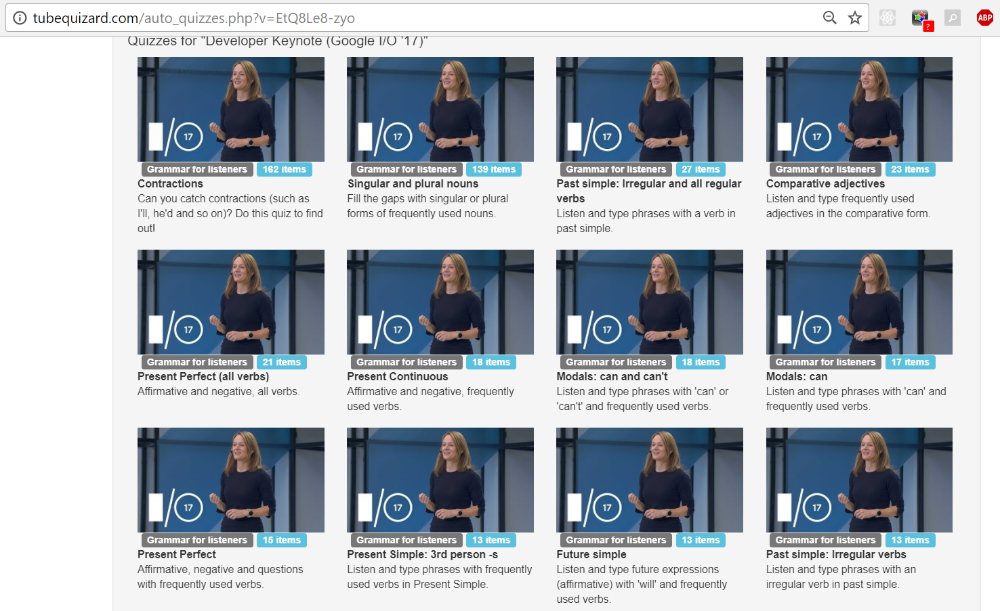 tubequizard.com/auto_quizzes.php?v=EtQ8Le8-zyo
?
ABP
Quizzes for "Developer Keynote (Google I/O '17)"
17
17
17
17
Grammar for listeners 162 items
Contractions
Can you catch contractions (such as
I'll, he'd and so on)? Do this quiz to find
out!
Grammar for listeners 139 items
Singular and plural nouns
Fill the gaps with singular or plural
forms of frequently used nouns.
Grammar for listeners 27 items
Past simple: Irregular and all regular
verbs
Listen and type phrases with a verb in
past simple.
Grammar for listeners 23 items
Comparative adjectives
Listen and type frequently used
adjectives in the comparative form.
17
17
17
17
Grammar for listeners 21 items
Present Perfect (all verbs)
Affirmative and negative, all verbs.
Grammar for listeners 18 items
Present Continuous
Affirmative and negative, frequently
used verbs.
Grammar for listeners 18 items
Modals: can and can't
Listen and type phrases with 'can' or
'can't' and frequently used verbs.
Grammar for listeners 17 items
Modals: can
Listen and type phrases with 'can' and
frequently used verbs.
17
17
17
17
Grammar for listeners 15 items
Present Perfect
Affirmative, negative and questions
with frequently used verbs.
Grammar for listeners 13 items
Present Simple: 3rd person -s
Listen and type phrases with frequently
used verbs in Present Simple.
Grammar for listeners 13 items
Future simple
Listen and type future expressions
(affirmative) with 'will' and frequently
used verbs.
Grammar for listeners 13 items
Past simple: Irregular verbs
Listen and type phrases with an
irregular verb in past simple.